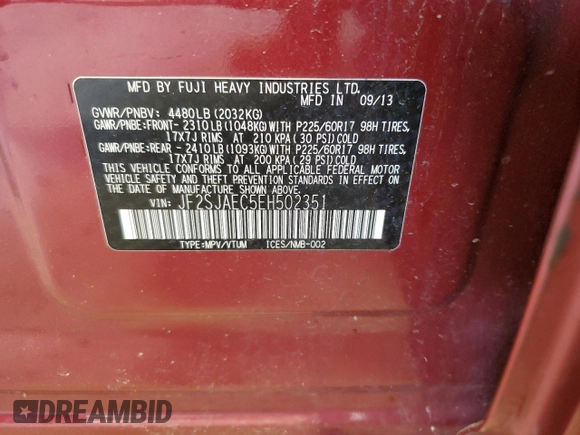 MFD BY FUJI HEAVY INDUSTRIES LTD.
MFD IN 09/13
GVWR/PNBV: 4480LB (2032KG)
GAWR/PNBE:FRONT- 2310LB(1048KG)WITH P225/60R17 98H TIRES,
17X7J RIMS AT 210 KPA (30 PSI)COLD
GAWR/PNBE:REAR - 2410LB(1093KG)WITH P225/60R17 98H TIRES,
17X7J RIMS AT 200 KPA (29 PSI)COLD
THIS VEHICLE CONFORMS TO ALL APPLICABLE FEDERAL MOTOR VEHICLE
SAFETY AND THEFT PREVENTION STANDARDS IN EFFECT ON THE
DATE OF MANUFACTURE SHOWN ABOVE.
VIN: JF2SJAEC5EH502351
TYPE:MPV/VTUM ICES/NMB-002
DREAMBID